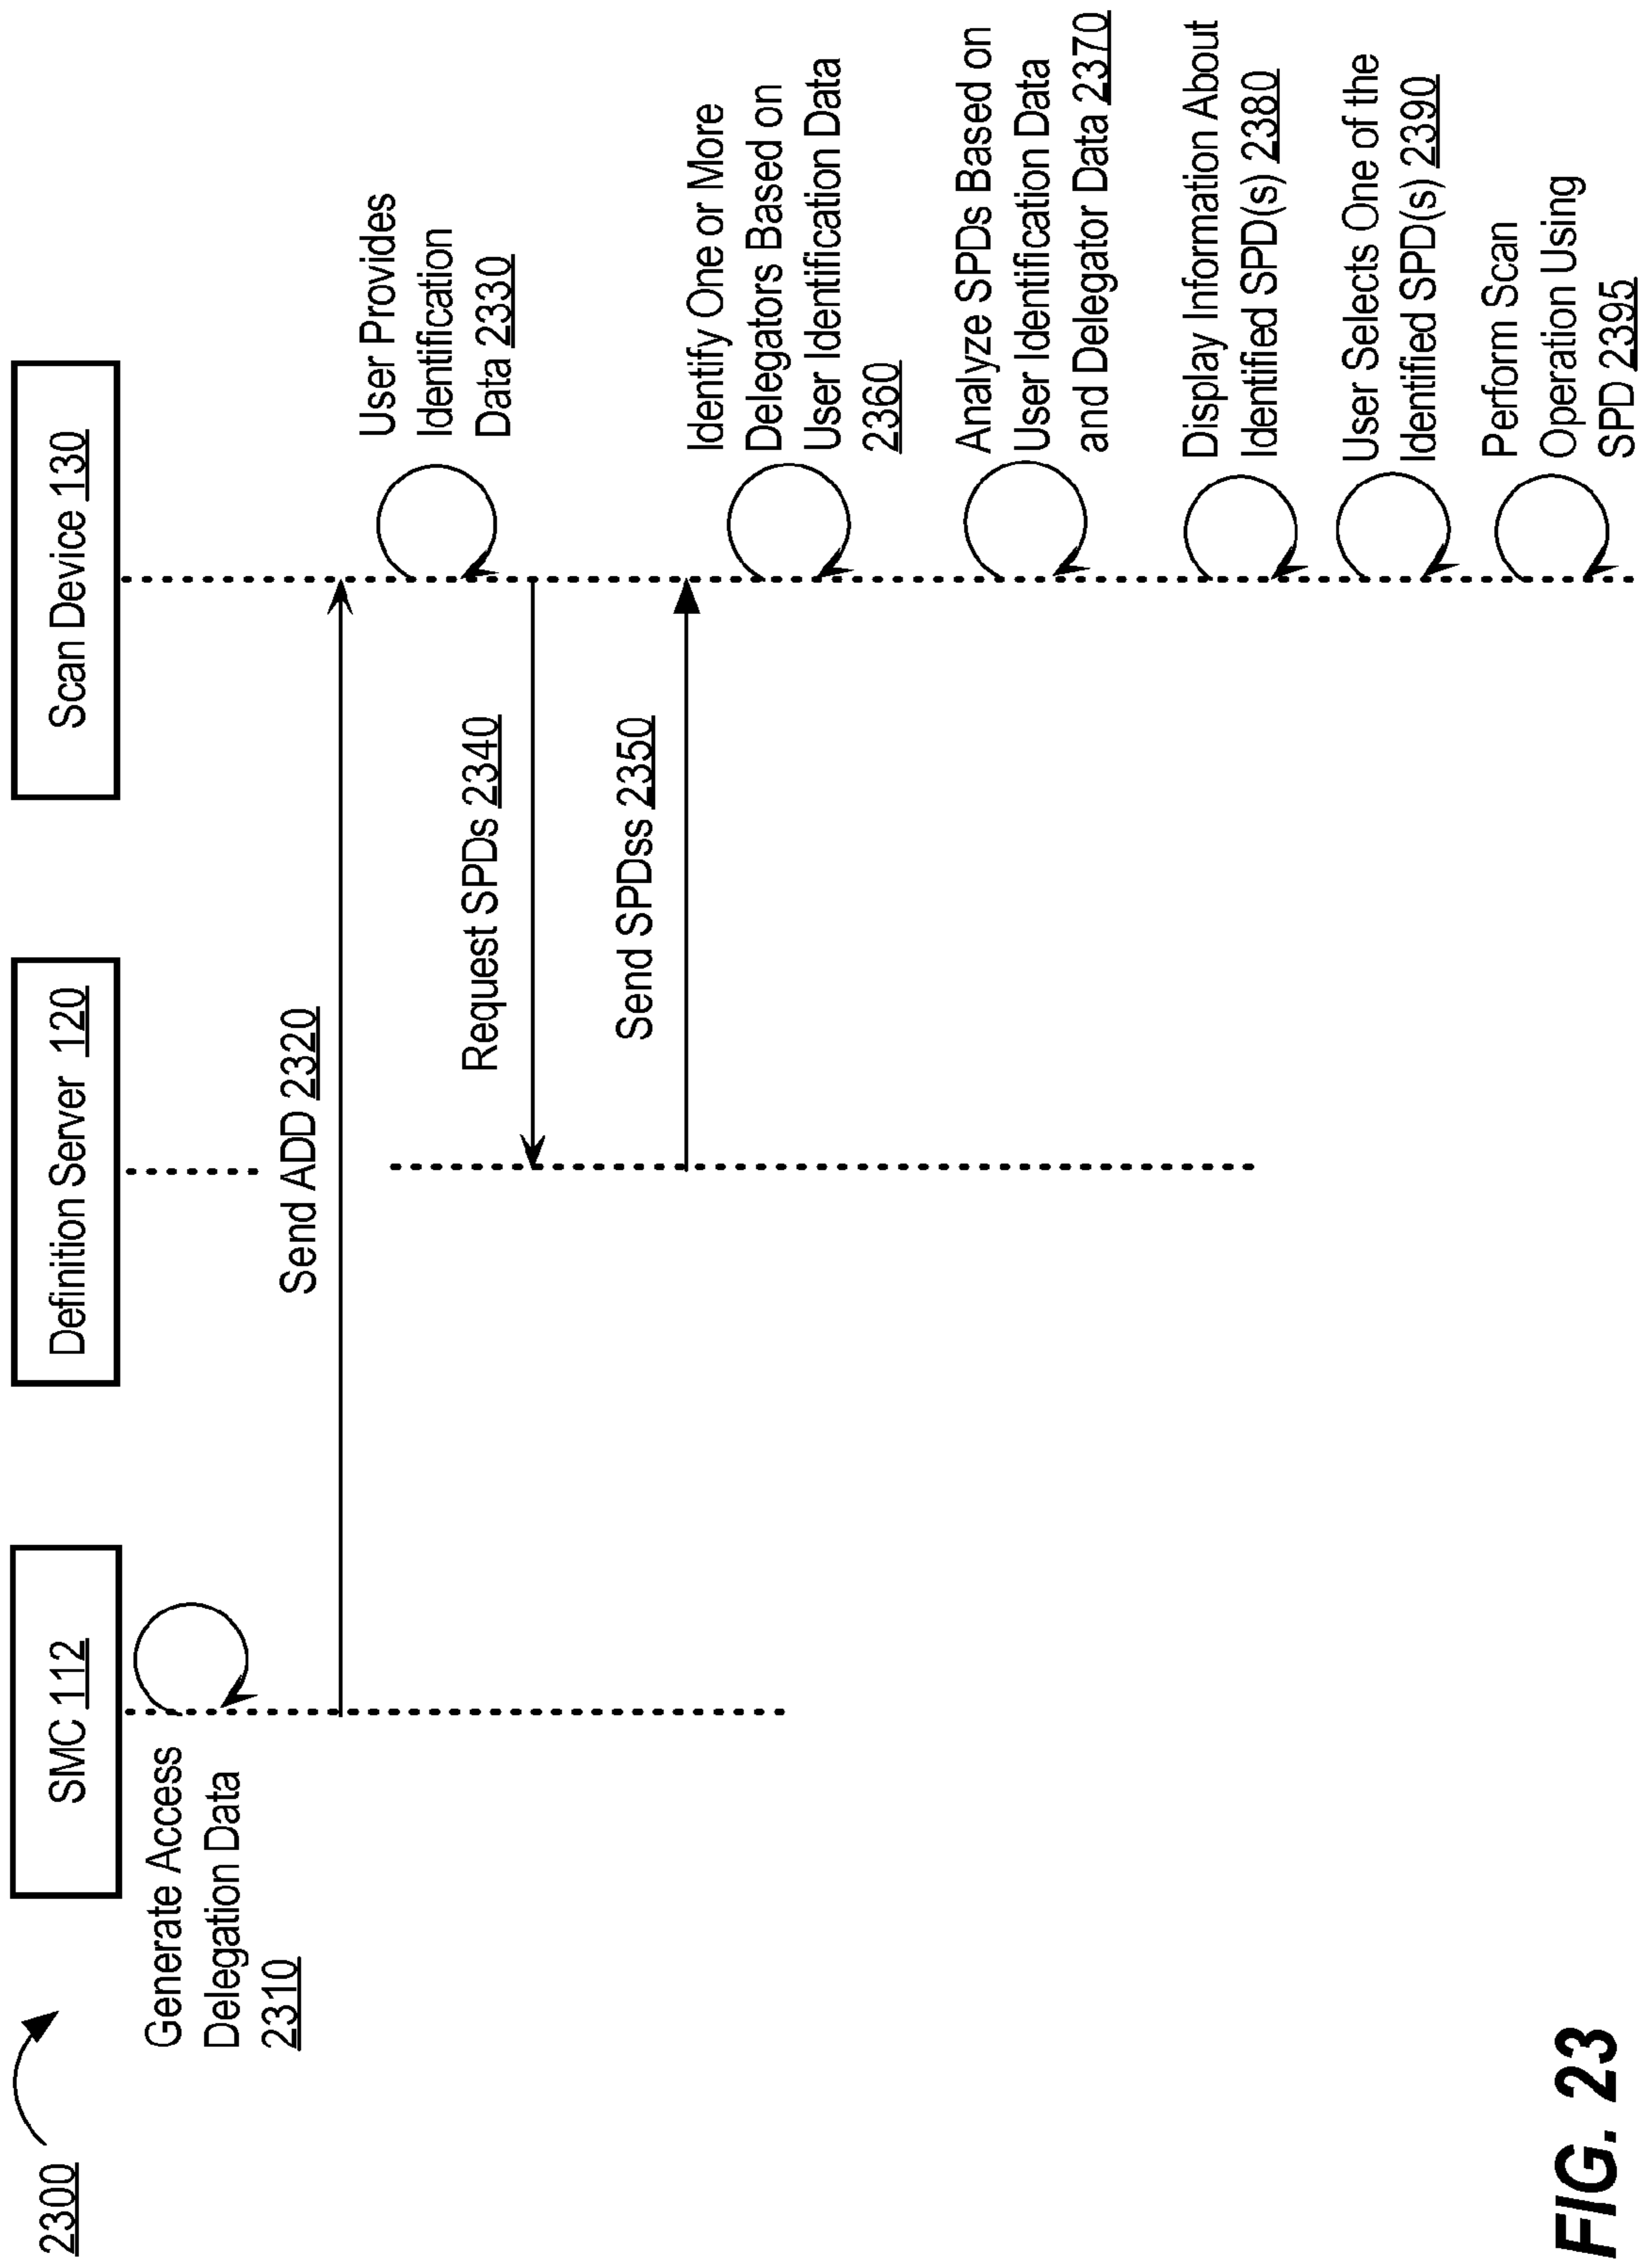 2300
SMC 112
Definition Server 120
Scan Device 130
Generate Access
Delegation Data
2310
Send ADD 2320
User Provides
Identification
Data 2330
Request SPDs 2340
Send SPDss 2350
Identify One or More
Delegators Based on
User Identification Data
2360
Analyze SPDs Based on
User Identification Data
and Delegator Data 2370
Display Information About
Identified SPD(s) 2380
User Selects One of the
Identified SPD(s) 2390
Perform Scan
Operation Using
SPD 2395
FIG. 23